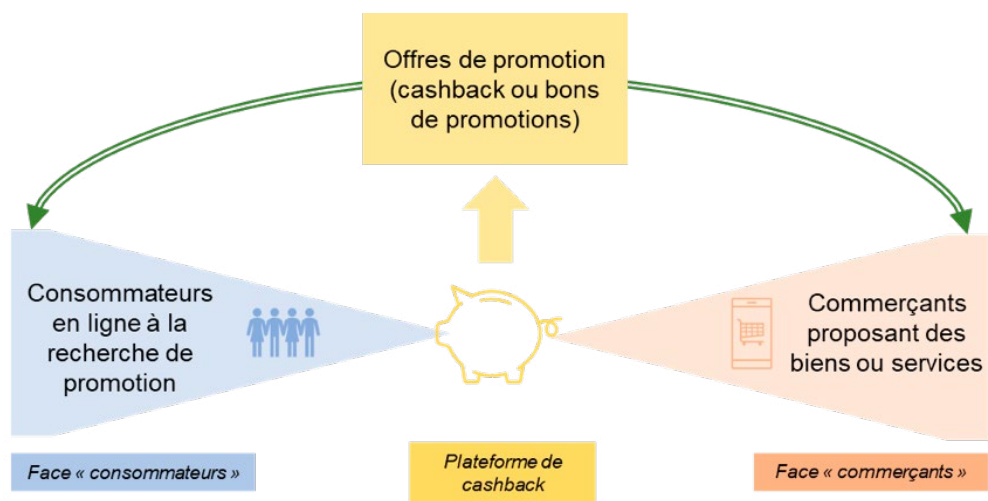 Offres de promotion
(cashback ou bons
de promotions)
Consommateurs
en ligne à la
recherche de
promotion
Commerçants
proposant des
biens ou services
Face « consommateurs »
Plateforme de
cashback
Face « commerçants »